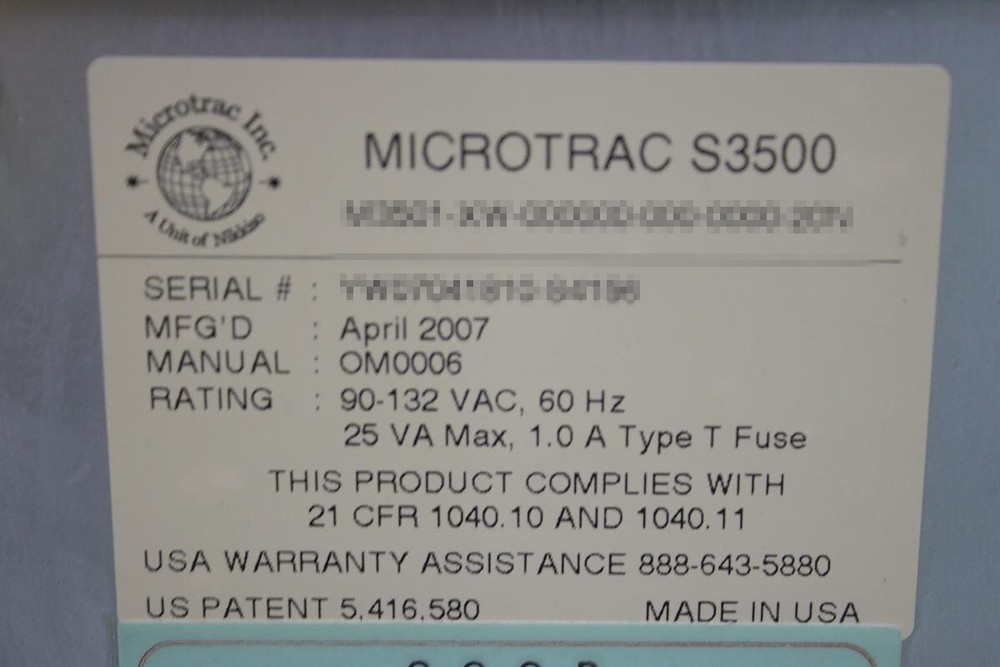 Microtrac Inc.
A Unit of Nikkiso
MICROTRAC S3500
SERIAL # :
MFG'D : April 2007
MANUAL : OM0006
RATING : 90-132 VAC, 60 Hz
25 VA Max, 1.0 A Type T Fuse
THIS PRODUCT COMPLIES WITH
21 CFR 1040.10 AND 1040.11
USA WARRANTY ASSISTANCE 888-643-5880
US PATENT 5,416,580 MADE IN USA